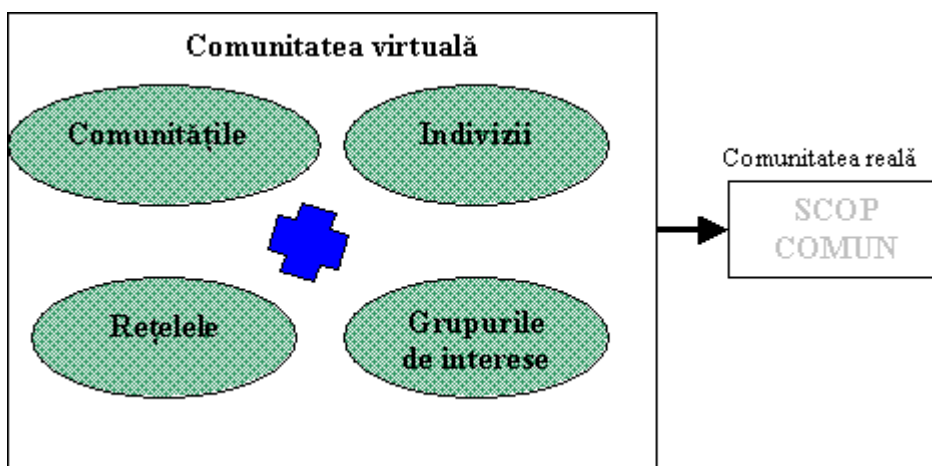 Comunitatea virtuală
Comunitățile
Indivizii
Rețelele
Grupurile
de interese
Comunitatea reală
SCOP
COMUN